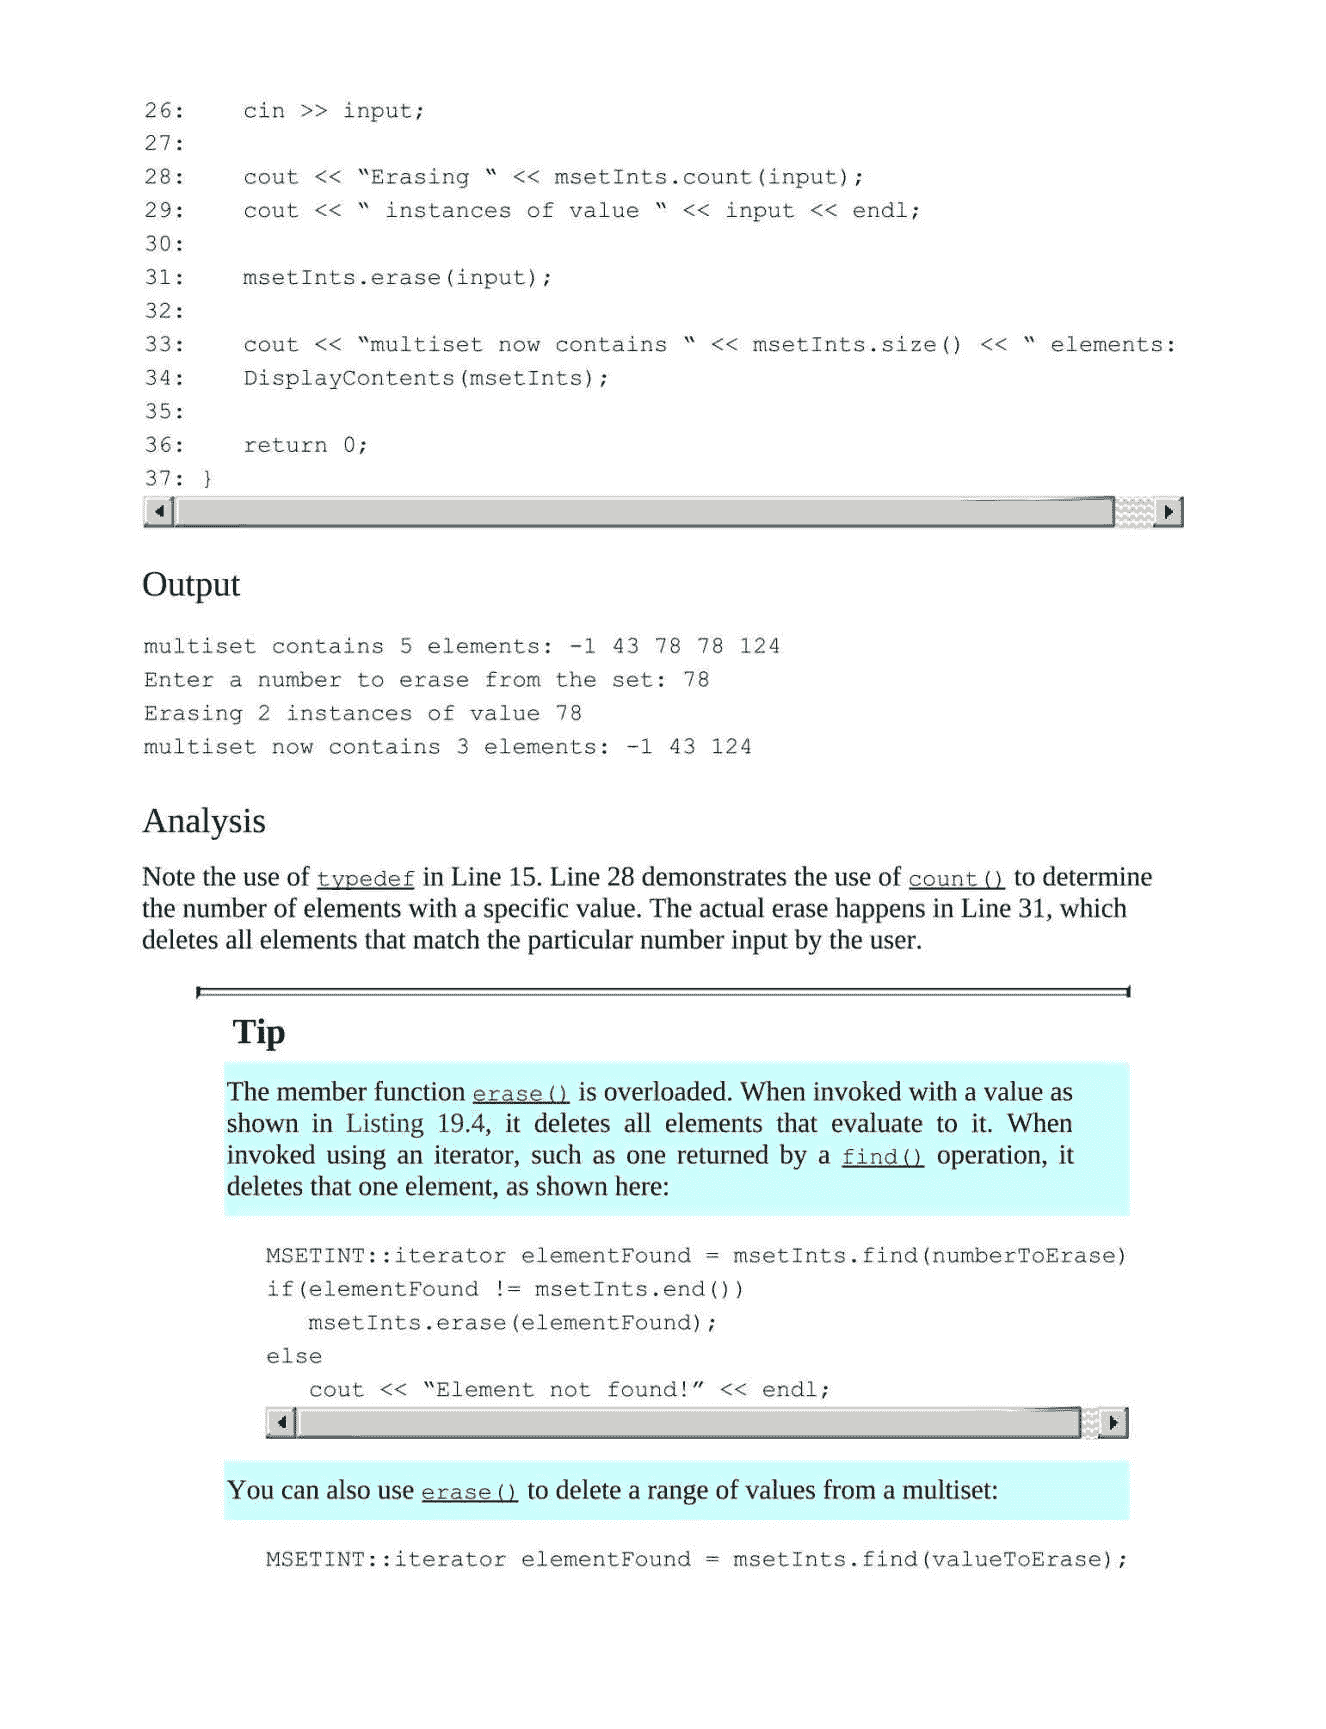 26:    cin >> input;
27:
28:    cout << “Erasing “ << msetInts.count(input);
29:    cout << “ instances of value “ << input << endl;
30:
31:    msetInts.erase(input);
32:
33:    cout << “multiset now contains “ << msetInts.size() << “ elements:
34:    DisplayContents(msetInts);
35:
36:    return 0;
37: }
Output
multiset contains 5 elements: -1 43 78 78 124
Enter a number to erase from the set: 78
Erasing 2 instances of value 78
multiset now contains 3 elements: -1 43 124
Analysis
Note the use of typedef in Line 15. Line 28 demonstrates the use of count() to determine
the number of elements with a specific value. The actual erase happens in Line 31, which
deletes all elements that match the particular number input by the user.
Tip
The member function erase() is overloaded. When invoked with a value as
shown in Listing 19.4, it deletes all elements that evaluate to it. When
invoked using an iterator, such as one returned by a find() operation, it
deletes that one element, as shown here:
MSETINT::iterator elementFound = msetInts.find(numberToErase)
if(elementFound != msetInts.end())
   msetInts.erase(elementFound);
else
   cout << “Element not found!” << endl;
You can also use erase() to delete a range of values from a multiset:
MSETINT::iterator elementFound = msetInts.find(valueToErase);